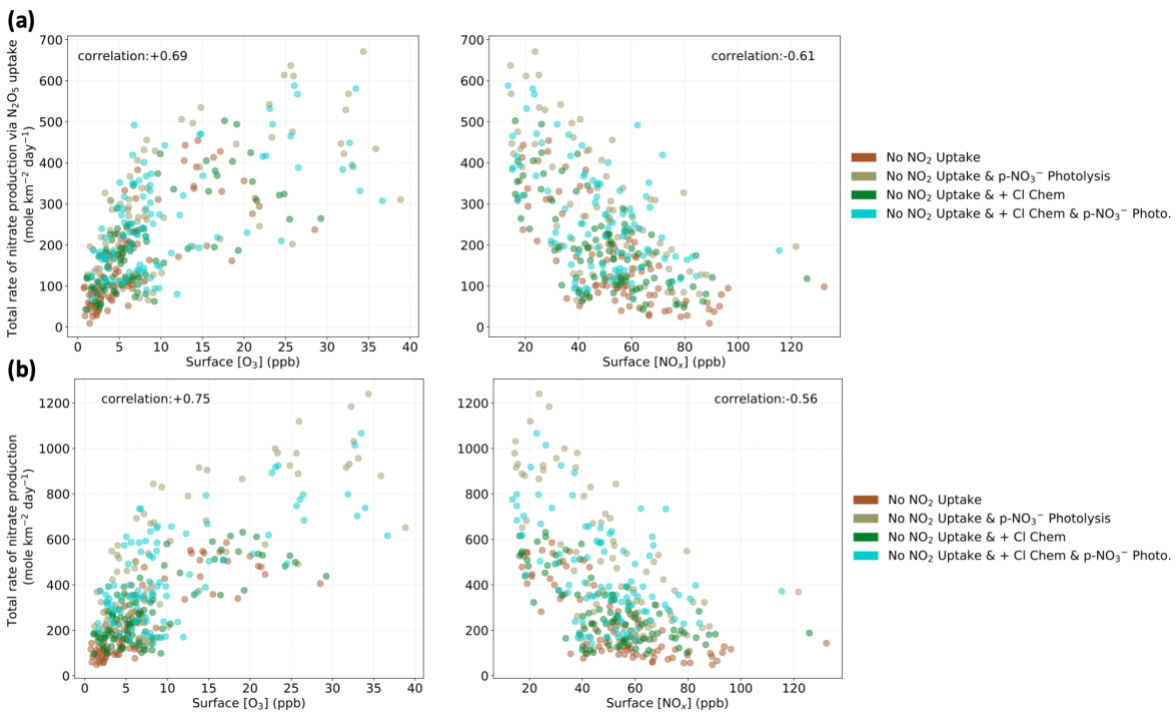 (a)
correlation:+0.69
correlation:-0.61
700
600
500
400
300
200
100
0
Total rate of nitrate production via N₂O₅ uptake
(mole km⁻² day⁻¹)
0 5 10 15 20 25 30 35 40
Surface [O₃] (ppb)
700
600
500
400
300
200
100
0
20 40 60 80 100 120
Surface [NOₓ] (ppb)
No NO₂ Uptake
No NO₂ Uptake & p-NO₃⁻ Photolysis
No NO₂ Uptake & + Cl Chem
No NO₂ Uptake & + Cl Chem & p-NO₃⁻ Photo.
(b)
correlation:+0.75
correlation:-0.56
1200
1000
800
600
400
200
0
Total rate of nitrate production
(mole km⁻² day⁻¹)
0 5 10 15 20 25 30 35 40
Surface [O₃] (ppb)
1200
1000
800
600
400
200
0
20 40 60 80 100 120
Surface [NOₓ] (ppb)
No NO₂ Uptake
No NO₂ Uptake & p-NO₃⁻ Photolysis
No NO₂ Uptake & + Cl Chem
No NO₂ Uptake & + Cl Chem & p-NO₃⁻ Photo.